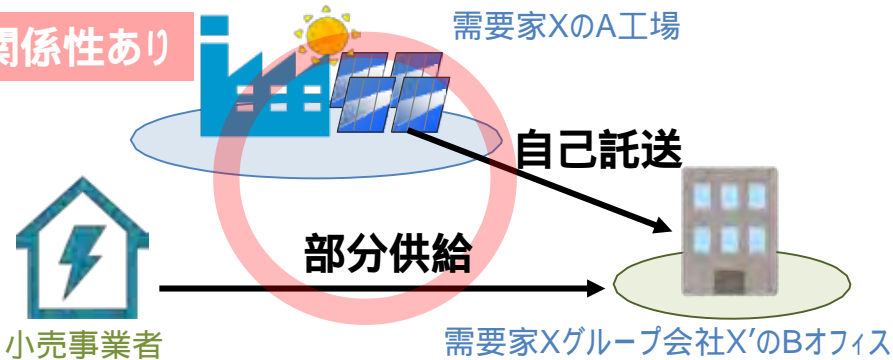 関係性あり
需要家XのA工場
自己託送
部分供給
小売事業者
需要家Xグループ会社X′のBオフィス